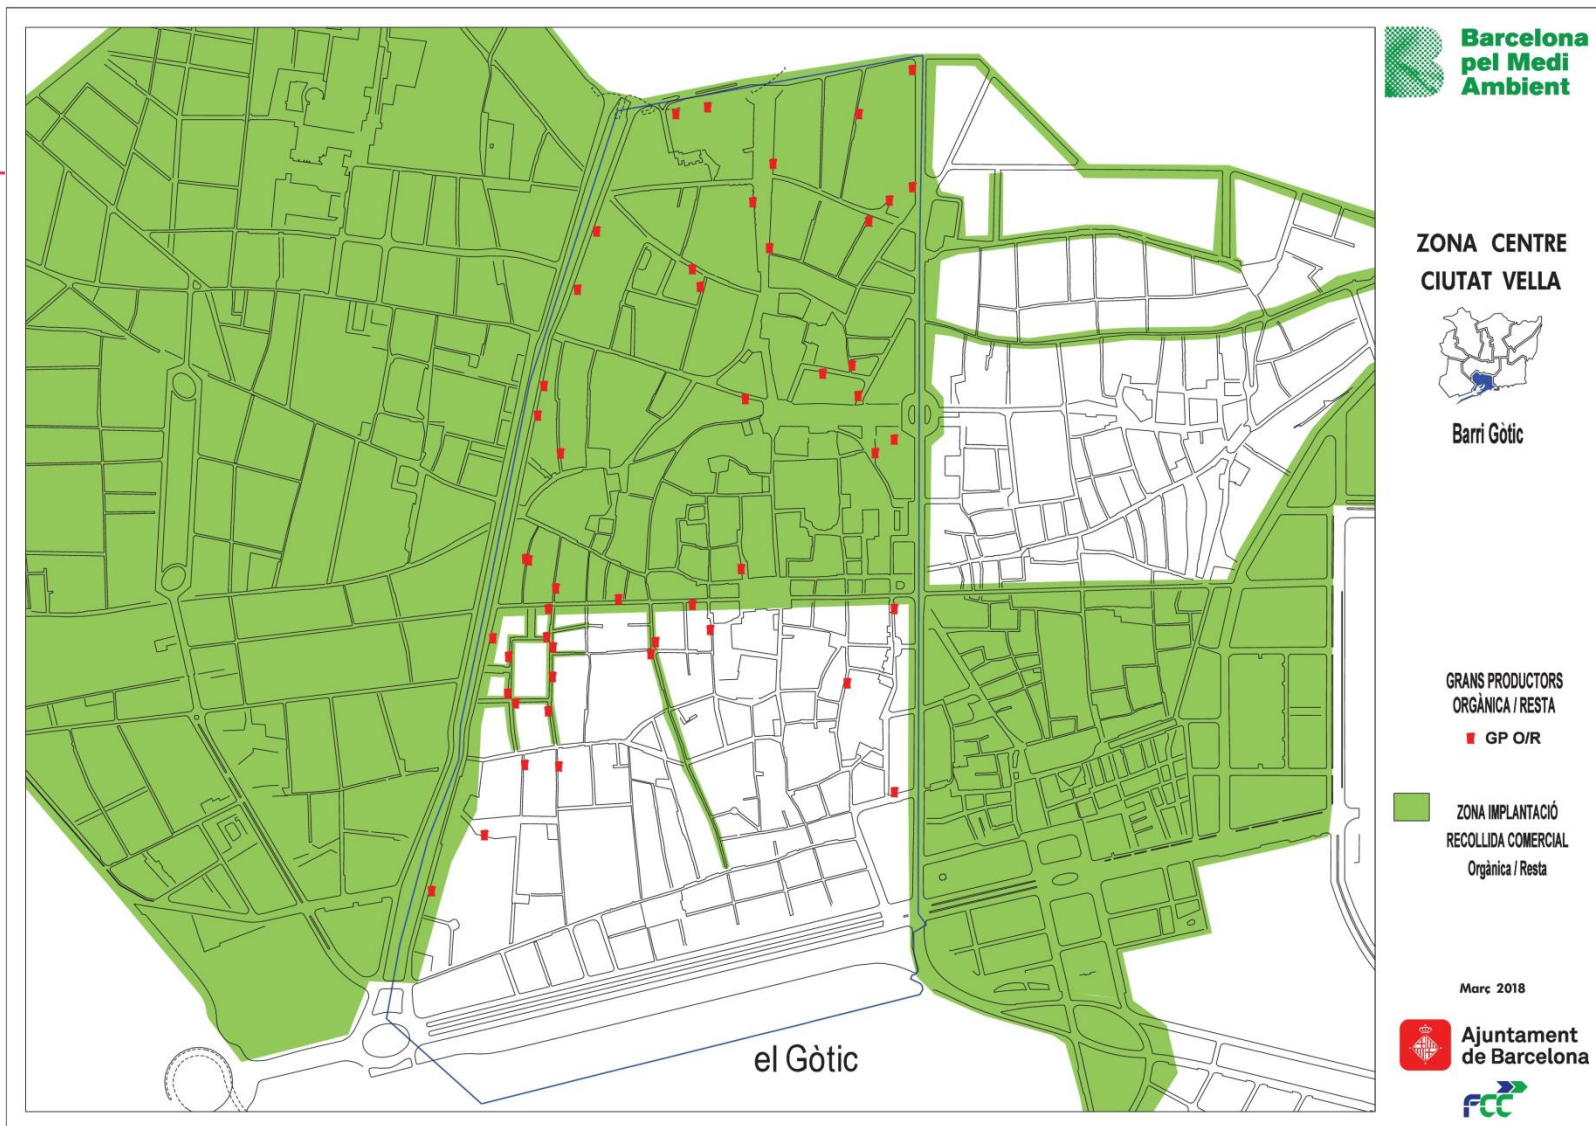 Barcelona
pel Medi
Ambient
ZONA CENTRE
CIUTAT VELLA
Barri Gòtic
GRANS PRODUCTORS
ORGÀNICA / RESTA
GP O/R
ZONA IMPLANTACIÓ
RECOLLIDA COMERCIAL
Orgànica / Resta
Març 2018
Ajuntament
de Barcelona
FCC
el Gòtic